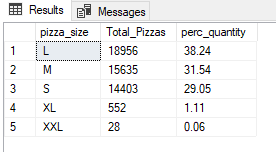 Results Messages
pizza_size Total_Pizzas perc_quantity
1 L 18956 38.24
2 M 15635 31.54
3 S 14403 29.05
4 XL 552 1.11
5 XXL 28 0.06